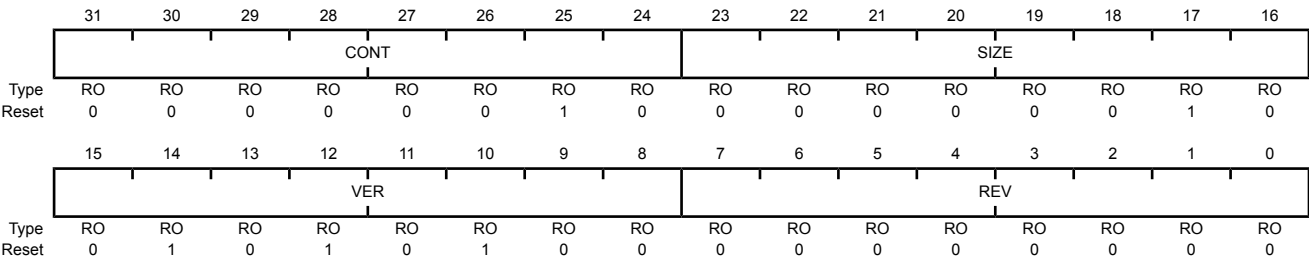 31 30 29 28 27 26 25 24 23 22 21 20 19 18 17 16
CONT SIZE
Type RO RO RO RO RO RO RO RO RO RO RO RO RO RO RO RO
Reset 0 0 0 0 0 0 1 0 0 0 0 0 0 0 1 0
15 14 13 12 11 10 9 8 7 6 5 4 3 2 1 0
VER REV
Type RO RO RO RO RO RO RO RO RO RO RO RO RO RO RO RO
Reset 0 1 0 1 0 1 0 0 0 0 0 0 0 0 0 0